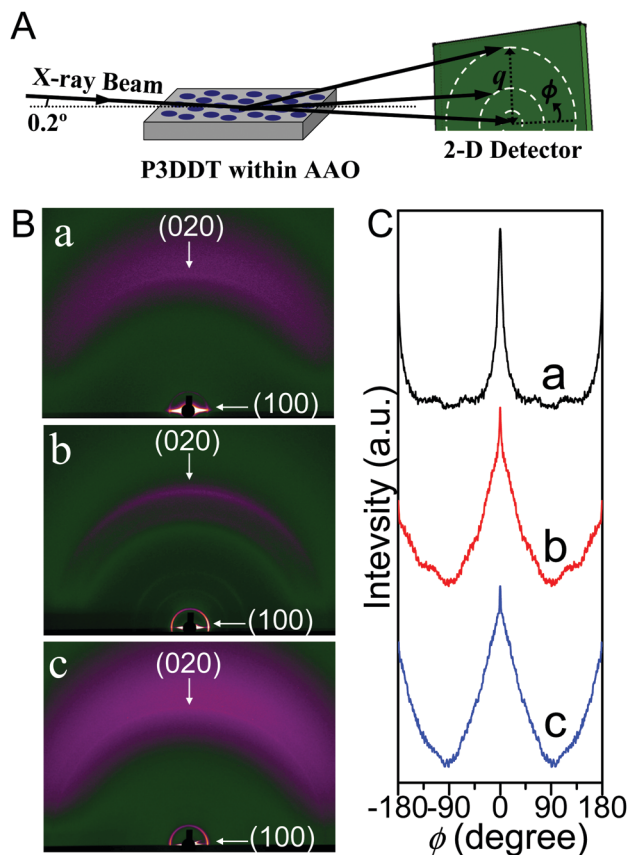 A
X-ray Beam
0.2°
q
ϕ
2-D Detector
P3DDT within AAO
B
a
(020)
(100)
b
(020)
(100)
c
(020)
(100)
C
Intevsity (a.u.)
a
b
c
-180 -90 0 90 180
ϕ (degree)